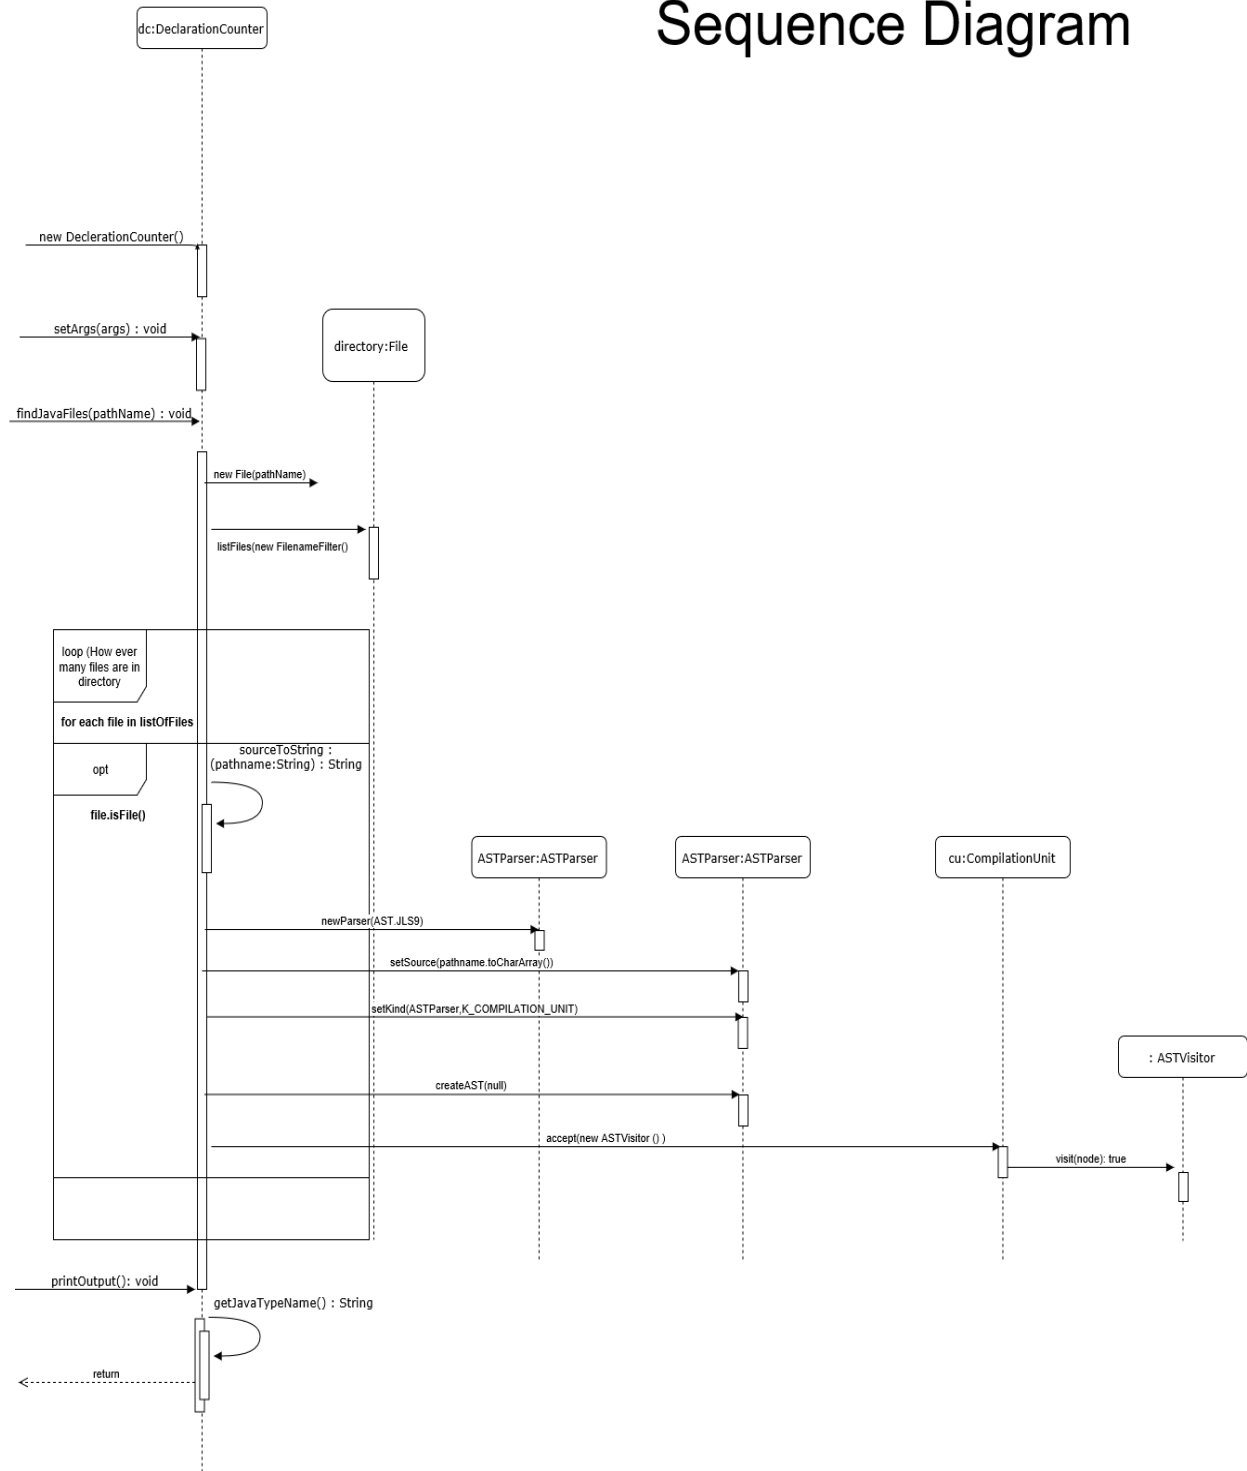 Sequence Diagram
dc:DeclarationCounter
new DeclerationCounter()
setArgs(args) : void
directory:File
findJavaFiles(pathName) : void
new File(pathName)
listFiles(new FilenameFilter()
loop (How ever
many files are in
directory
for each file in listOfFiles
sourceToString :
(pathname:String) : String
opt
file.isFile()
ASTParser:ASTParser
ASTParser:ASTParser
cu:CompilationUnit
newParser(AST.JLS9)
setSource(pathname.toCharArray())
setKind(ASTParser,K_COMPILATION_UNIT)
: ASTVisitor
createAST(null)
accept(new ASTVisitor () )
visit(node): true
printOutput(): void
getJavaTypeName() : String
return